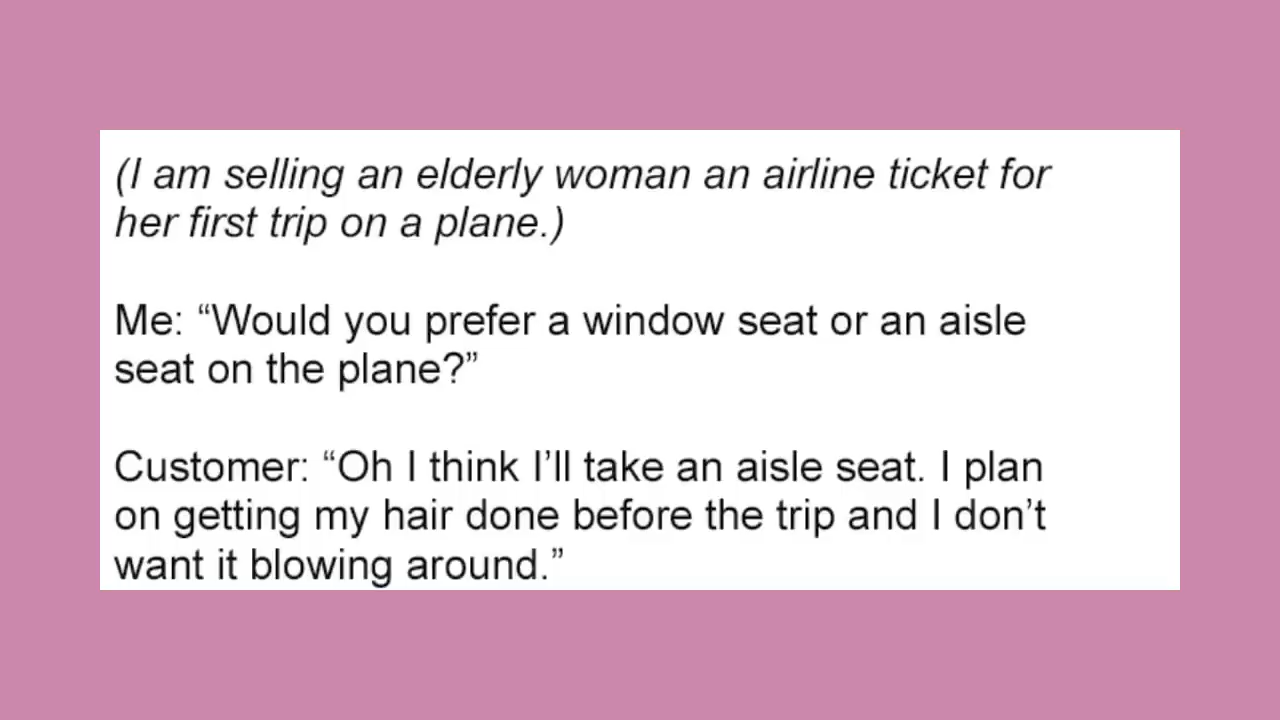 (I am selling an elderly woman an airline ticket for
her first trip on a plane.)
Me: “Would you prefer a window seat or an aisle
seat on the plane?”
Customer: “Oh I think I’ll take an aisle seat. I plan
on getting my hair done before the trip and I don’t
want it blowing around.”